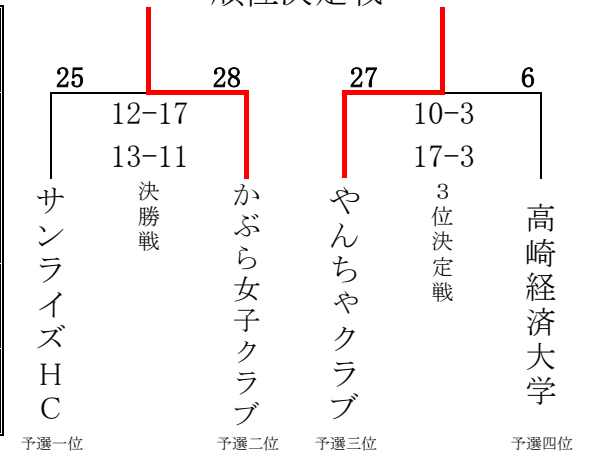 順位決定戦
25
28
12-17
13-11
決勝戦
サンライズHC
かぶら女子クラブ
予選一位
予選二位
27
6
10-3
17-3
3位決定戦
やんちゃクラブ
高崎経済大学
予選三位
予選四位